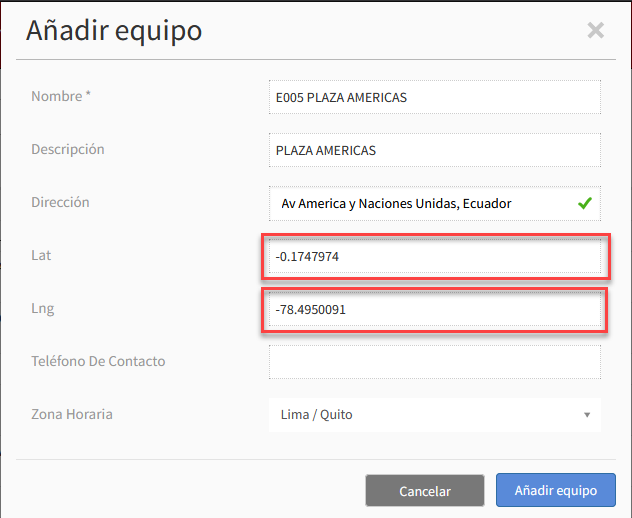 Añadir equipo
Nombre * E005 PLAZA AMERICAS
Descripción PLAZA AMERICAS
Dirección Av America y Naciones Unidas, Ecuador
Lat -0.1747974
Lng -78.4950091
Teléfono De Contacto
Zona Horaria Lima / Quito
Cancelar Añadir equipo